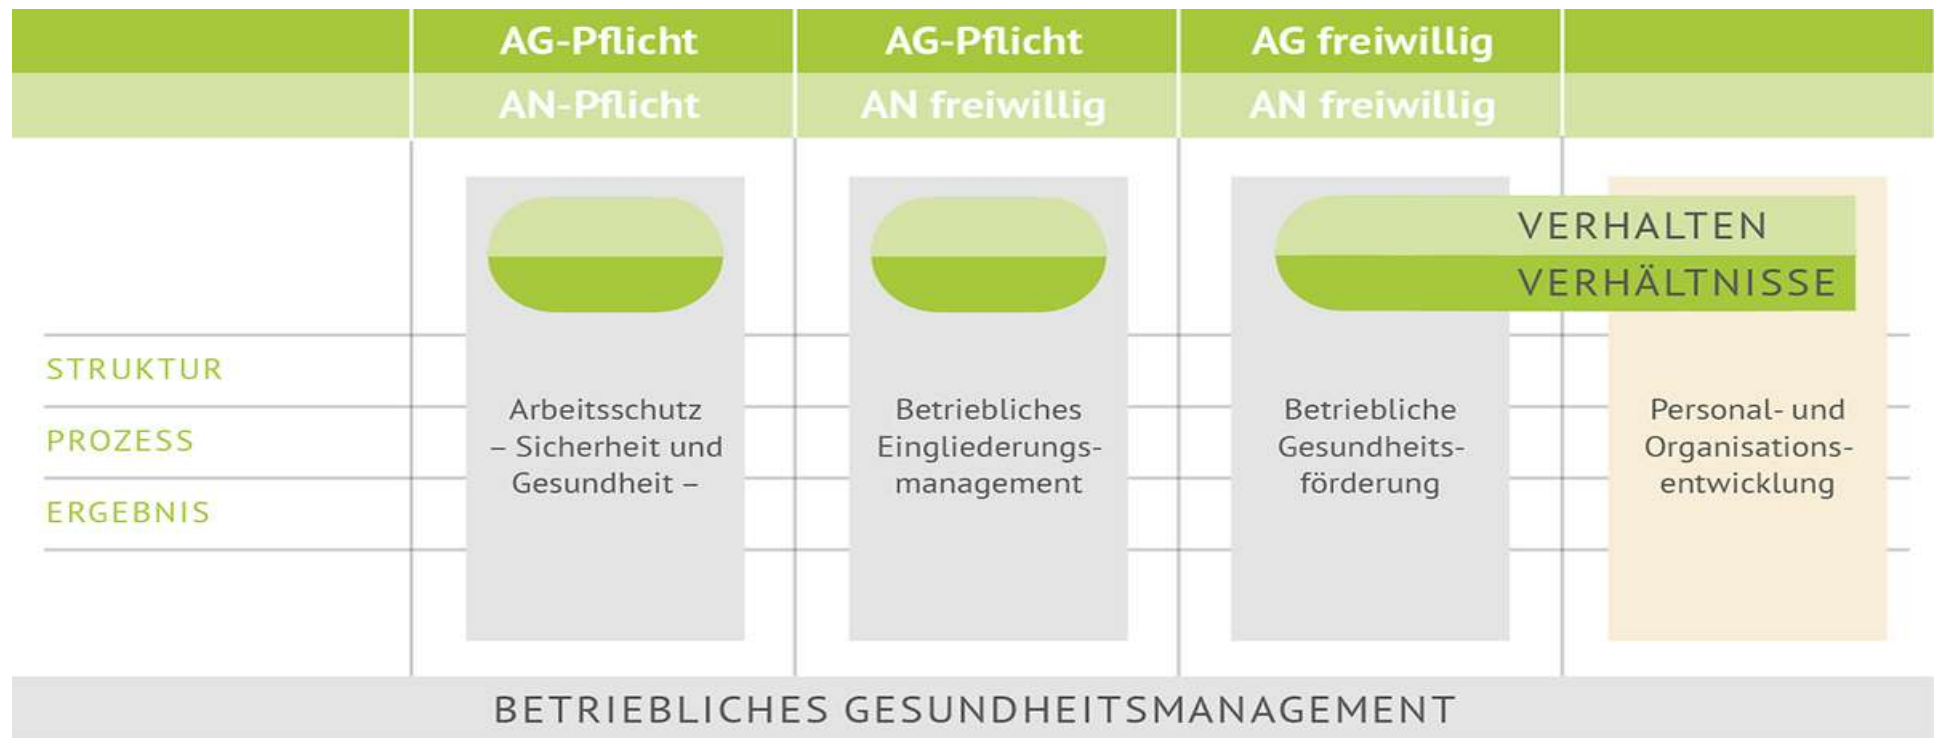 AG-Pflicht
AG-Pflicht
AG freiwillig
AN-Pflicht
AN freiwillig
AN freiwillig
VERHALTEN
VERHÄLTNISSE
STRUKTUR
PROZESS
ERGEBNIS
Arbeitsschutz
– Sicherheit und
Gesundheit –
Betriebliches
Eingliederungs-
management
Betriebliche
Gesundheits-
förderung
Personal- und
Organisations-
entwicklung
BETRIEBLICHES GESUNDHEITSMANAGEMENT